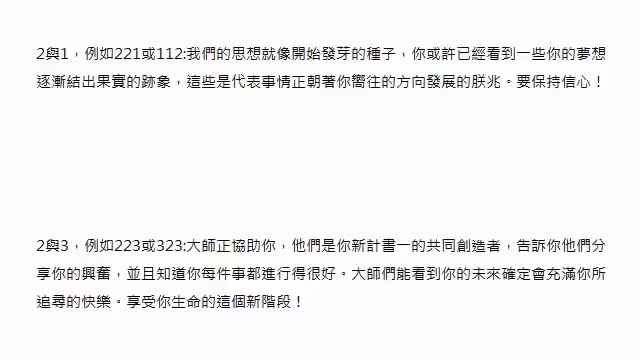 2與1，例如221或112:我們的思想就像開始發芽的種子，你或許已經看到一些你的夢想
逐漸結出果實的跡象，這些是代表事情正朝著你嚮往的方向發展的朕兆。要保持信心！
2與3，例如223或323:大師正協助你，他們是你新計書一的共同創造者，告訴你他們分
享你的興奮，並且知道你每件事都進行得很好。大師們能看到你的未來確定會充滿你所
追尋的快樂。享受你生命的這個新階段！